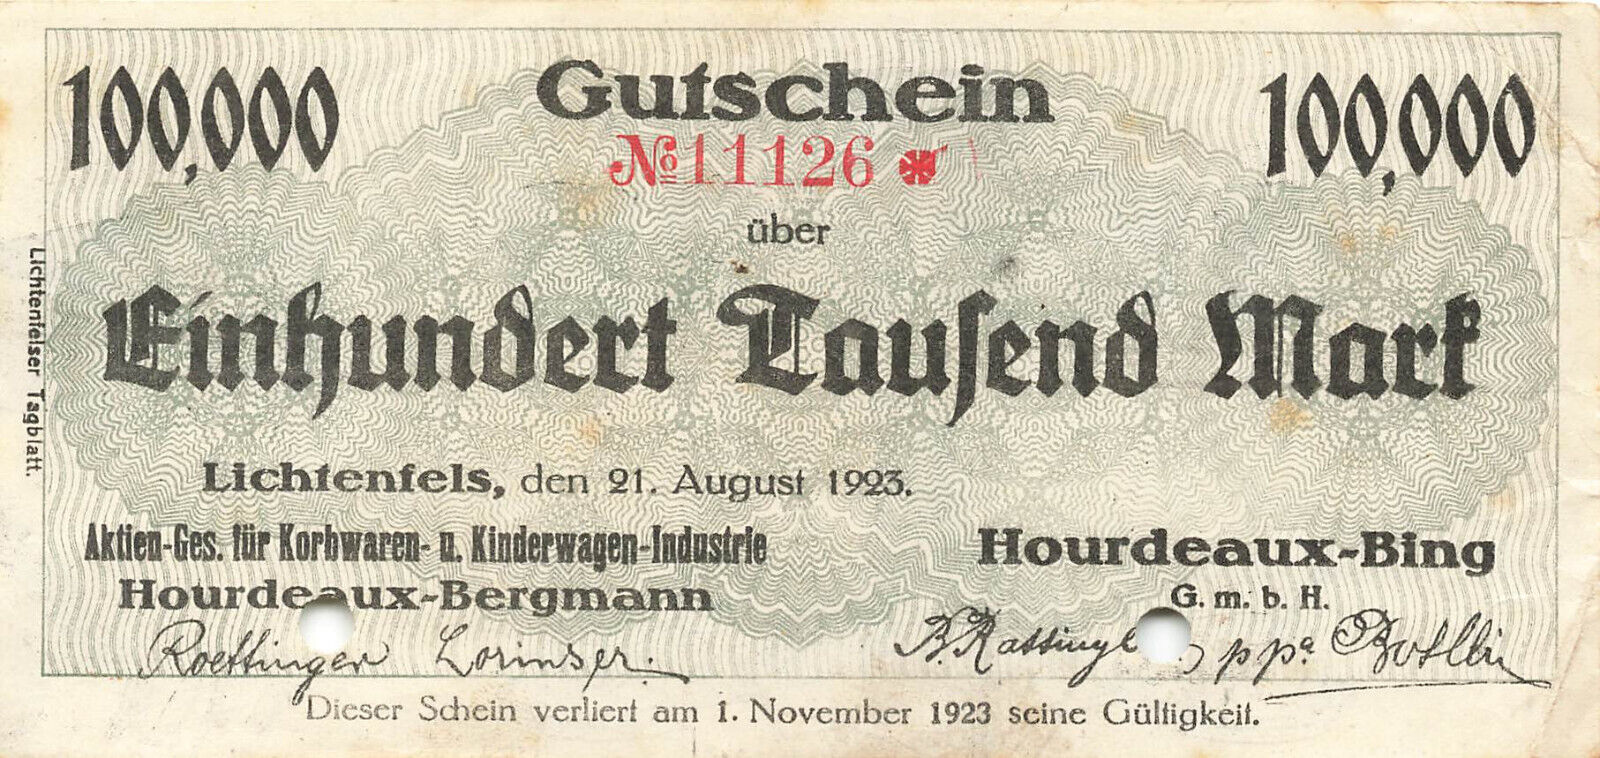 100,000
Gutschein
100,000
№ 11126 *
über
Einhundert Tausend Mark
Lichtenfels, den 21. August 1923.
Aktien-Ges. für Korbwaren- u. Kinderwagen-Industrie
Hourdeaux-Bergmann
Hourdeaux-Bing
G. m. b. H.
Roettinger Lorinser.
ppa
Dieser Schein verliert am 1. November 1923 seine Gültigkeit.
Lichtenfelser Tagblatt.